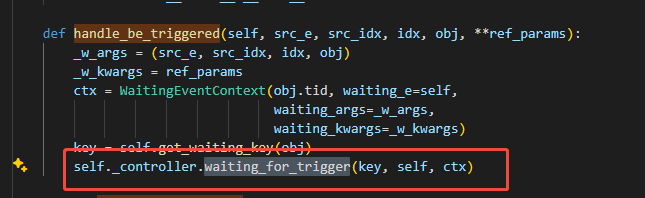 def handle_be_triggered(self, src_e, src_idx, idx, obj, **ref_params):
_w_args = (src_e, src_idx, idx, obj)
_w_kwargs = ref_params
ctx = WaitingEventContext(obj.tid, waiting_e=self,
waiting_args=_w_args,
waiting_kwargs=_w_kwargs)
key = self.get_waiting_key(obj)
self._controller.waiting_for_trigger(key, self, ctx)